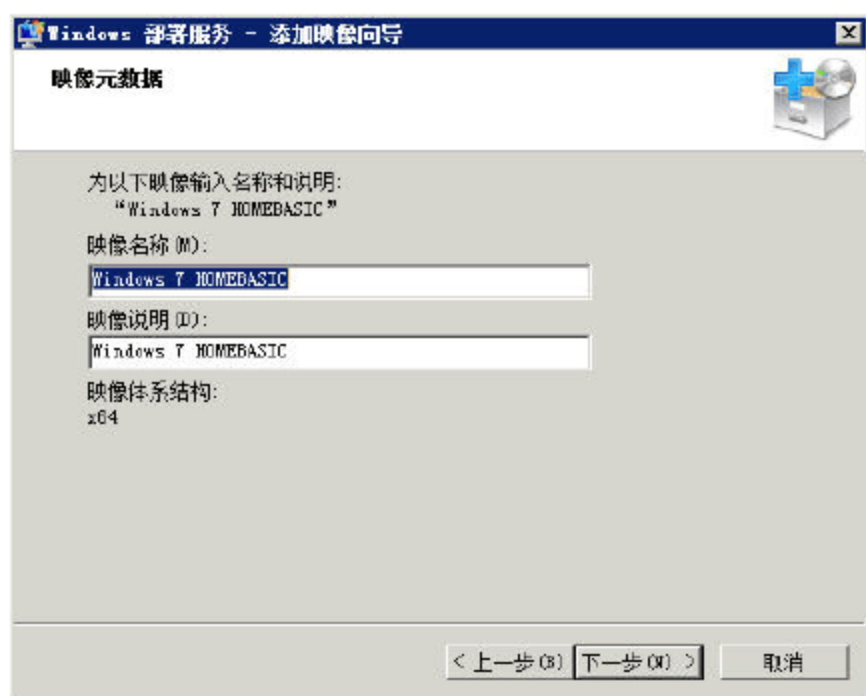 Windows 部署服务 - 添加映像向导
映像元数据
为以下映像输入名称和说明:
“Windows 7 HOMEBASIC”
映像名称(M):
Windows 7 HOMEBASIC
映像说明(D):
Windows 7 HOMEBASIC
映像体系结构:
x64
< 上一步(B) 下一步(N) > 取消